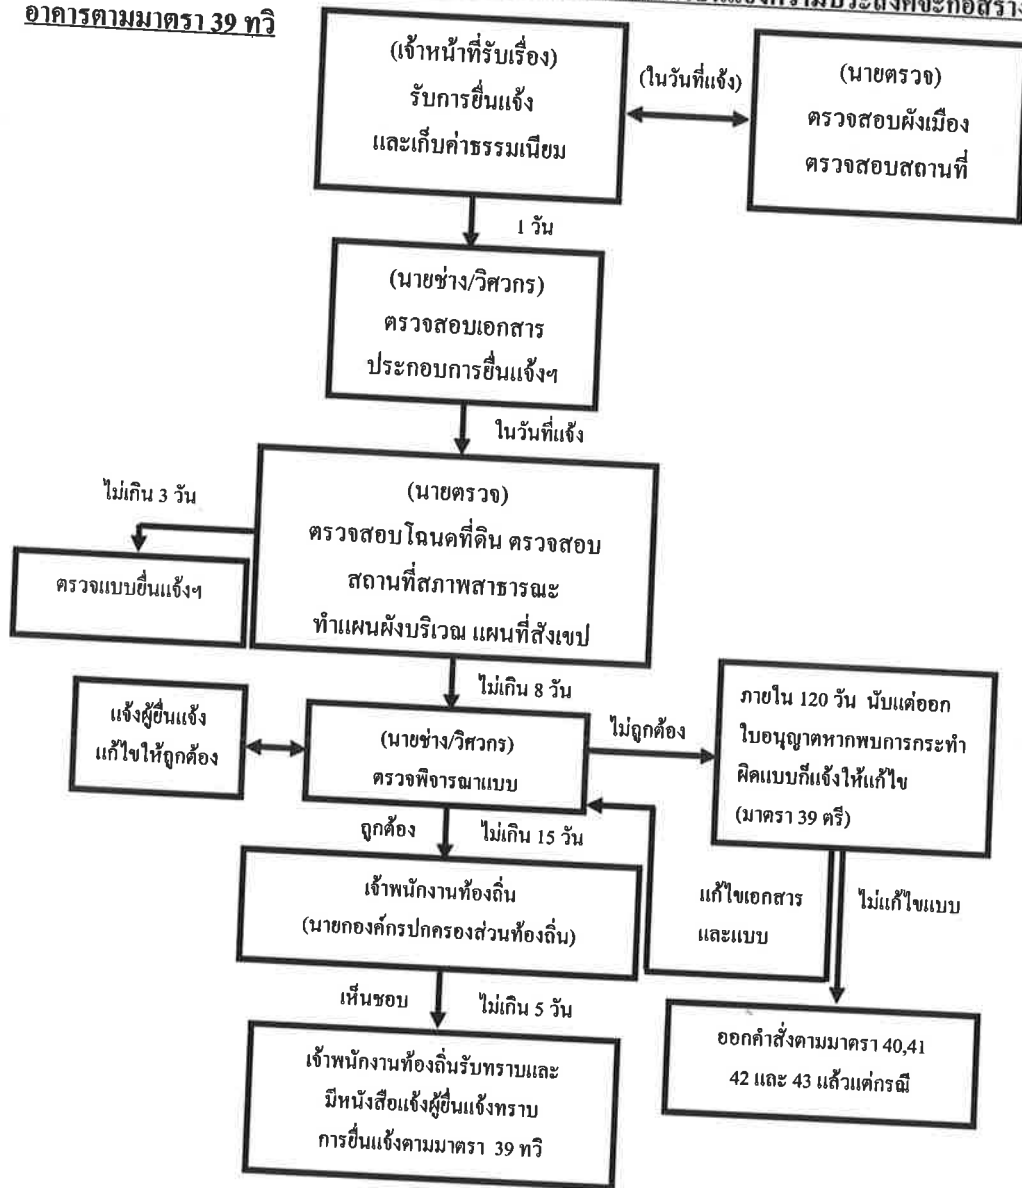 อาคารตามมาตรา 39 ทวิ
(เจ้าหน้าที่รับเรื่อง)
รับการยื่นแจ้ง
และเก็บค่าธรรมเนียม
(ในวันที่แจ้ง)
(นายตรวจ)
ตรวจสอบผังเมือง
ตรวจสอบสถานที่
1 วัน
(นายช่าง/วิศวกร)
ตรวจสอบเอกสาร
ประกอบการยื่นแจ้งฯ
ในวันที่แจ้ง
ไม่เกิน 3 วัน
ตรวจแบบยื่นแจ้งฯ
(นายตรวจ)
ตรวจสอบโฉนดที่ดิน ตรวจสอบ
สถานที่สภาพสาธารณะ
ทำแผนผังบริเวณ แผนที่สังเขป
ไม่เกิน 8 วัน
แจ้งผู้ยื่นแจ้ง
แก้ไขให้ถูกต้อง
(นายช่าง/วิศวกร)
ตรวจพิจารณาแบบ
ไม่ถูกต้อง
ภายใน 120 วัน นับแต่ออก
ใบอนุญาตหากพบการกระทำ
ผิดแบบก็แจ้งให้แก้ไข
(มาตรา 39 ตรี)
ถูกต้อง
ไม่เกิน 15 วัน
เจ้าพนักงานท้องถิ่น
(นายกองค์กรปกครองส่วนท้องถิ่น)
แก้ไขเอกสาร
และแบบ
ไม่แก้ไขแบบ
เห็นชอบ
ไม่เกิน 5 วัน
เจ้าพนักงานท้องถิ่นรับทราบและ
มีหนังสือแจ้งผู้ยื่นแจ้งทราบ
การยื่นแจ้งตามมาตรา 39 ทวิ
ออกคำสั่งตามมาตรา 40,41
42 และ 43 แล้วแต่กรณี